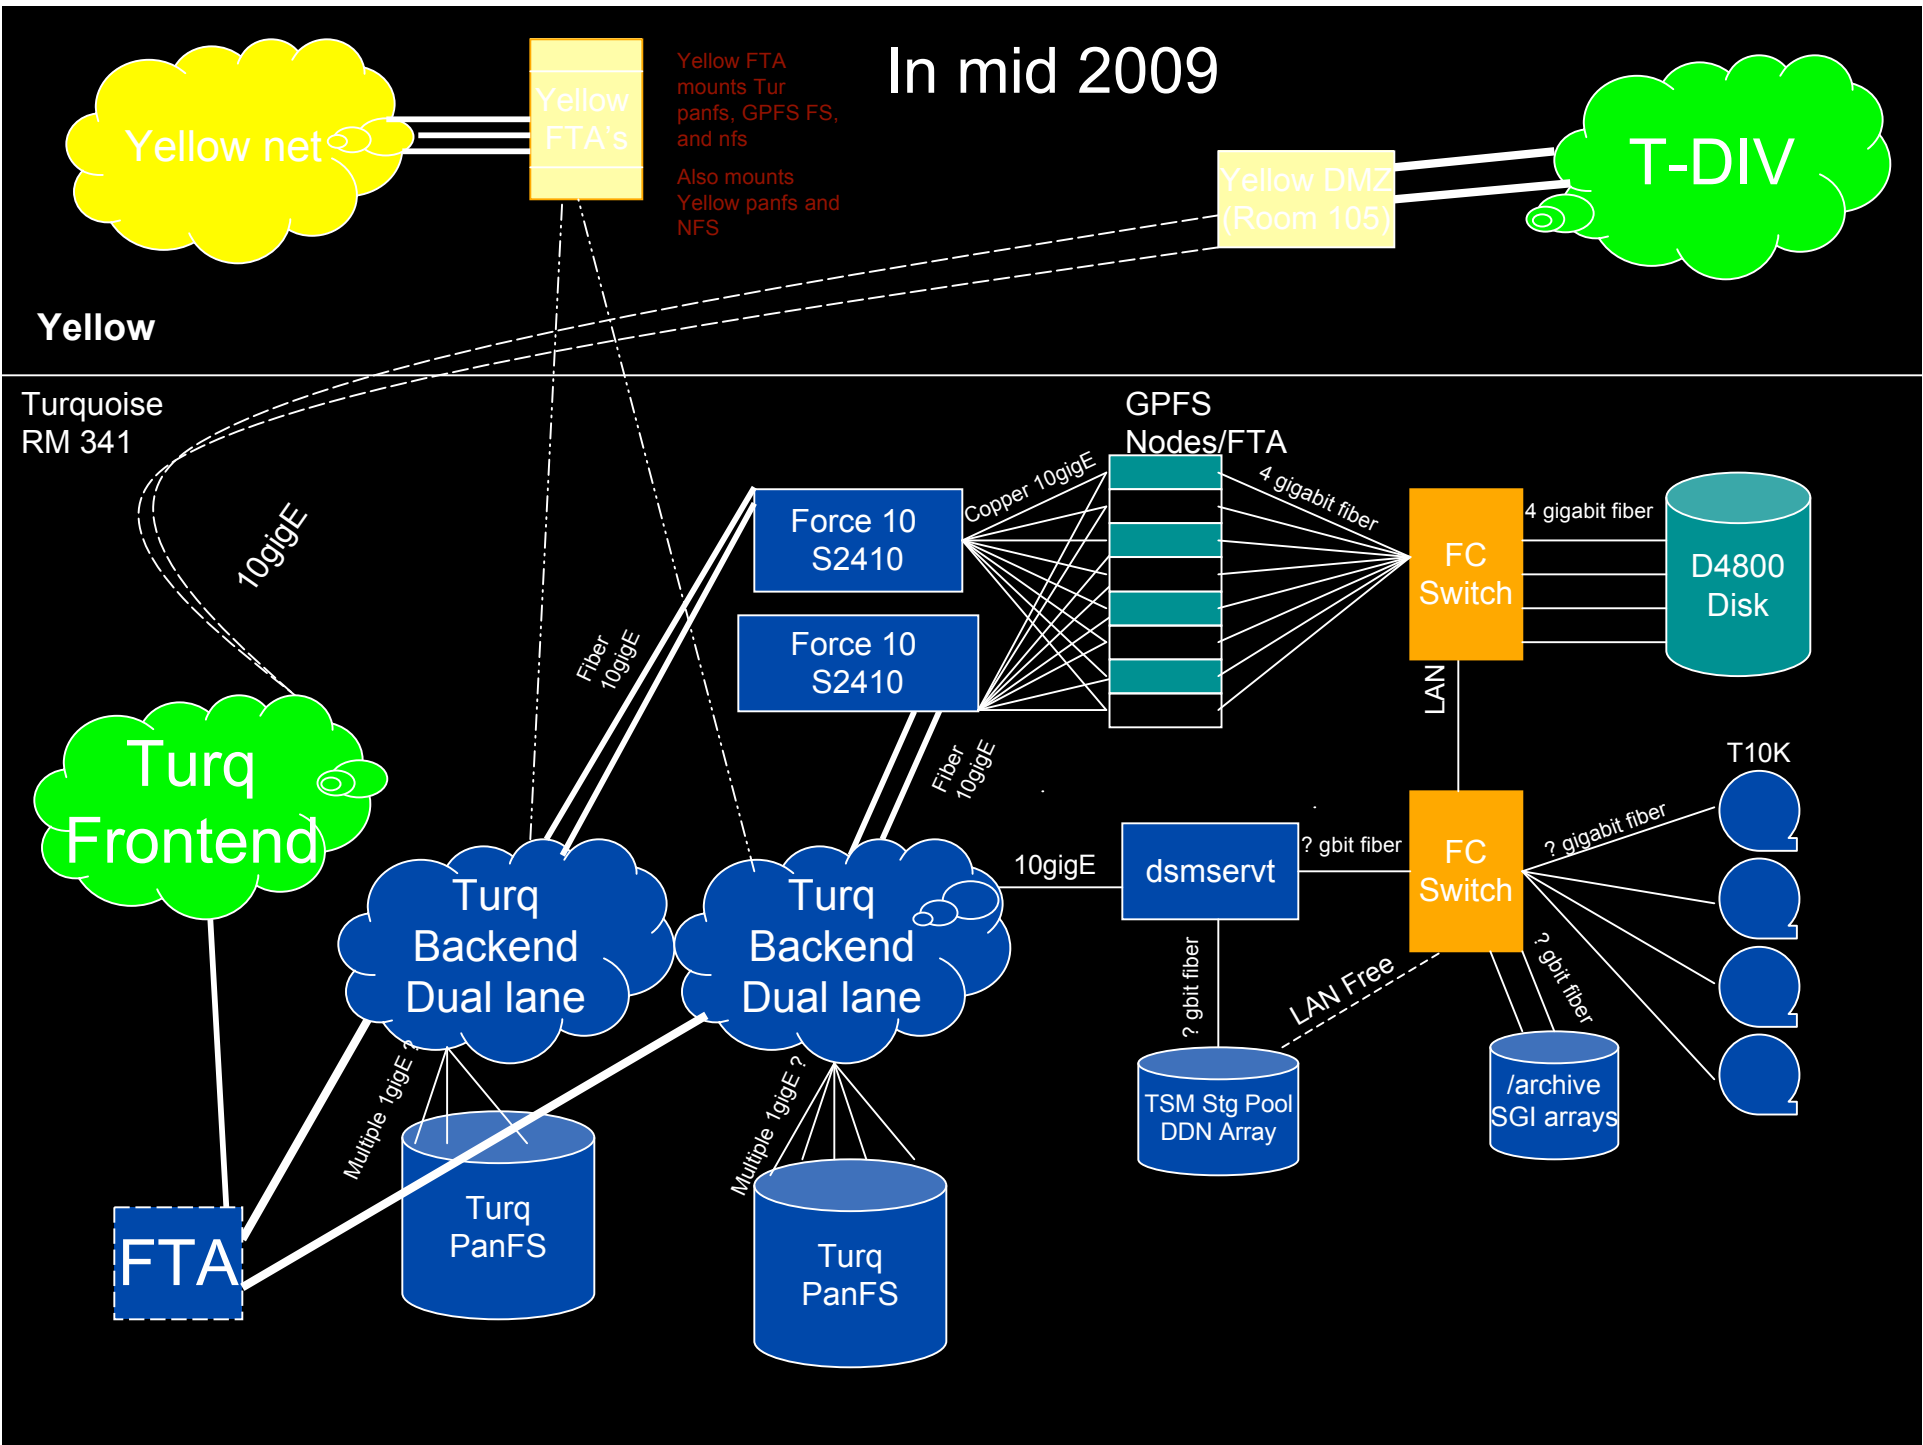 In mid 2009
Yellow net
Yellow
FTA's
Yellow FTA
mounts Tur
panfs, GPFS FS,
and nfs
Also mounts
Yellow panfs and
NFS
Yellow DMZ
(Room 105)
T-DIV
Yellow
Turquoise
RM 341
10gigE
GPFS
Nodes/FTA
Force 10
S2410
Copper 10gigE
4 gigabit fiber
FC
Switch
4 gigabit fiber
D4800
Disk
Force 10
S2410
Fiber
10gigE
Fiber
10gigE
LAN
T10K
Turq
Frontend
Turq
Backend
Dual lane
Turq
Backend
Dual lane
10gigE
dsmservt
? gbit fiber
FC
Switch
? gigabit fiber
? gbit fiber
LAN Free
? gbit fiber
Multiple 1gigE ?
Multiple 1gigE ?
TSM Stg Pool
DDN Array
/archive
SGI arrays
FTA
Turq
PanFS
Turq
PanFS